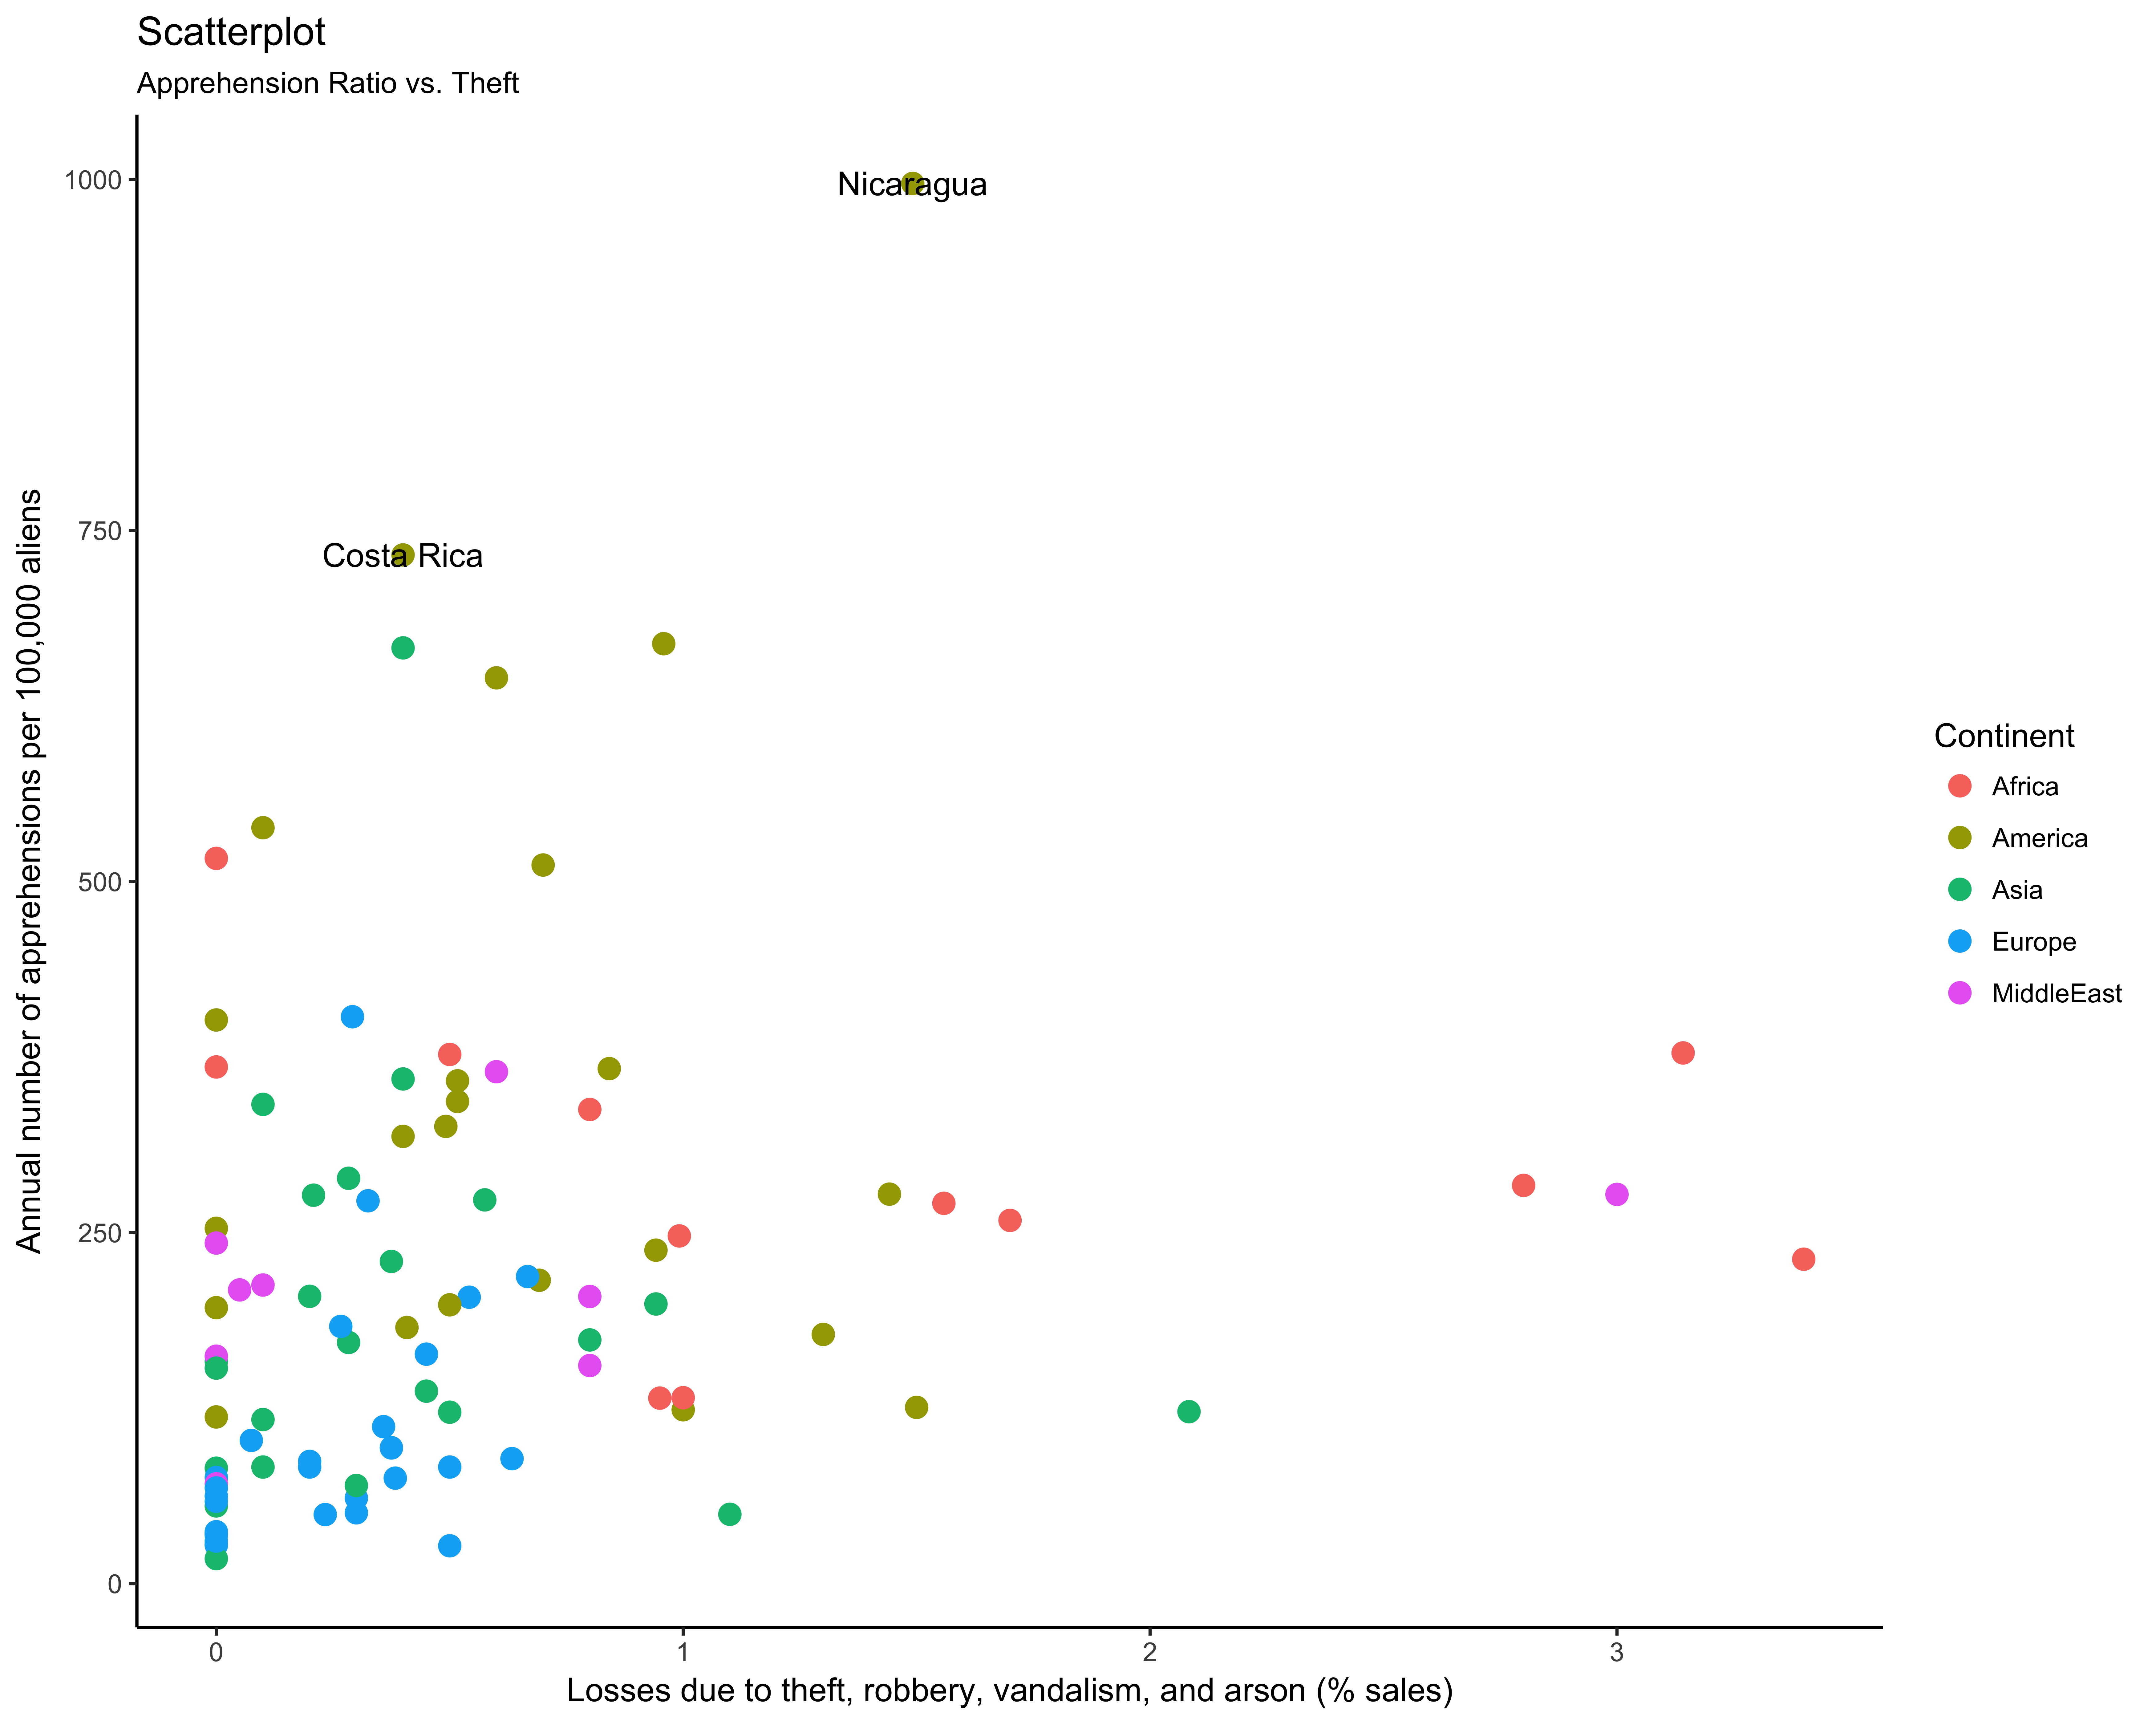 Scatterplot
Apprehension Ratio vs. Theft
Annual number of apprehensions per 100,000 aliens
1000
750
500
250
0
Nicaragua
Costa Rica
0 1 2 3
Losses due to theft, robbery, vandalism, and arson (% sales)
Continent
Africa
America
Asia
Europe
MiddleEast